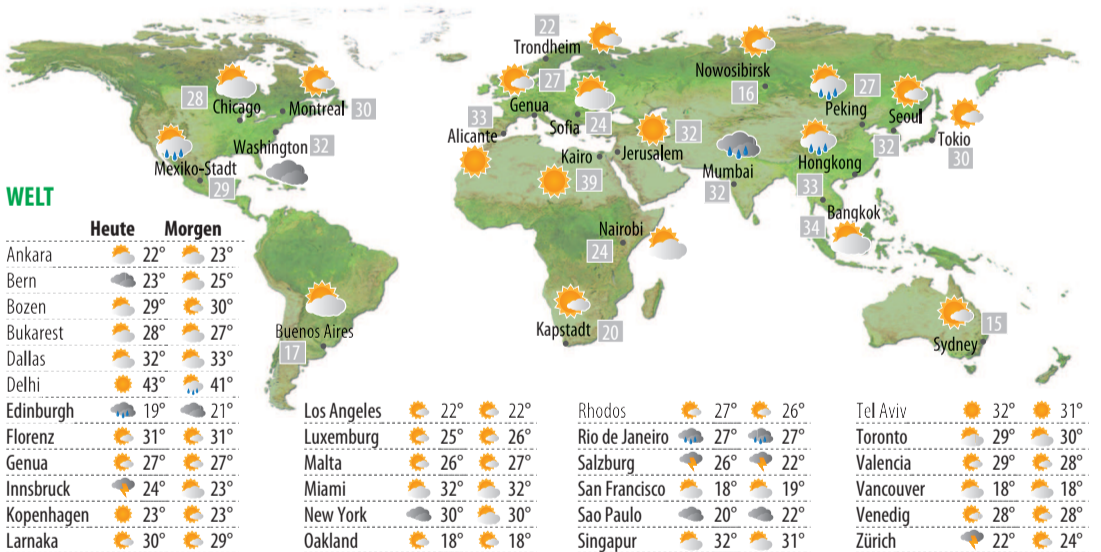 22
Trondheim
Nowosibirsk
16
27
Genua
28
Chicago
Montreal 30
27
Peking
Seoul
32
Tokio
30
33
Alicante
Sofia 24
32
Jerusalem
Washington 32
Kairo
39
Mumbai
32
Hongkong
33
Mexiko-Stadt
29
Bangkok
34
Nairobi
24
Buenos Aires
17
Kapstadt 20
15
Sydney
WELT
Heute Morgen
Ankara 22° 23°
Bern 23° 25°
Bozen 29° 30°
Bukarest 28° 27°
Dallas 32° 33°
Delhi 43° 41°
Edinburgh 19° 21°
Florenz 31° 31°
Genua 27° 27°
Innsbruck 24° 23°
Kopenhagen 23° 23°
Larnaka 30° 29°
Los Angeles 22° 22°
Luxemburg 25° 26°
Malta 26° 27°
Miami 32° 32°
New York 30° 30°
Oakland 18° 18°
Rhodos 27° 26°
Rio de Janeiro 27° 27°
Salzburg 26° 22°
San Francisco 18° 19°
Sao Paulo 20° 22°
Singapur 32° 31°
Tel Aviv 32° 31°
Toronto 29° 30°
Valencia 29° 28°
Vancouver 18° 18°
Venedig 28° 28°
Zürich 22° 24°